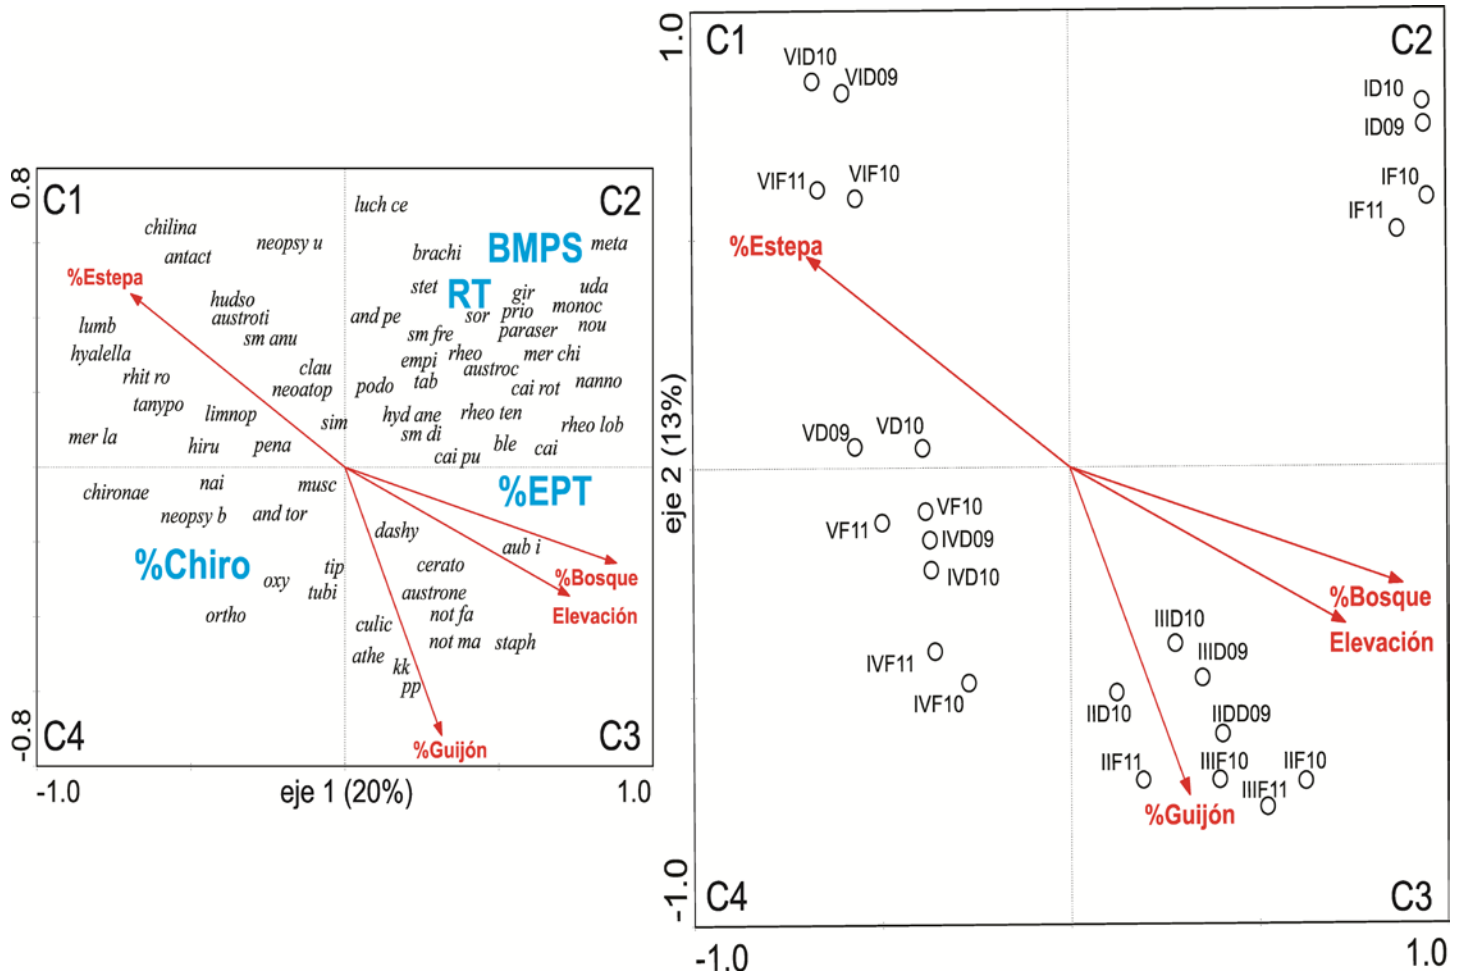 0.8
C1
C2
luch ce
chilina
neopsy u
BMPS
meta
antact
brachi
%Estepa
stet
RT
gir
uda
hudso
prio
monoc
austroti
and pe
sor
nou
lumb
sm anu
sm fre
paraser
hyalella
empi
rheo
mer chi
clau
austroc
rhit ro
neoatop
podo
tab
cai rot
nanno
tanypo
limnop
sim
hyd ane
rheo ten
rheo lob
mer la
hiru
pena
sm di
ble
cai
cai pu
nai
musc
%EPT
chironae
neopsy b
and tor
dashy
aub i
%Chiro
tip
cerato
%Bosque
oxy
tubi
austrone
Elevación
ortho
culic
not fa
not ma
staph
athe
kk
pp
-0.8
C4
%Guijón
C3
-1.0
eje 1 (20%)
1.0
1.0
C1
C2
VID10
VID09
ID10
ID09
VIF11
VIF10
IF10
IF11
%Estepa
eje 2 (13%)
VD09
VD10
VF11
VF10
IVD09
IVD10
%Bosque
IIID10
Elevación
IVF11
IIID09
IVF10
IID10
IIDD09
IIF11
IIIF10
IIF10
IIIF11
%Guijón
-1.0
C4
C3
-1.0
1.0